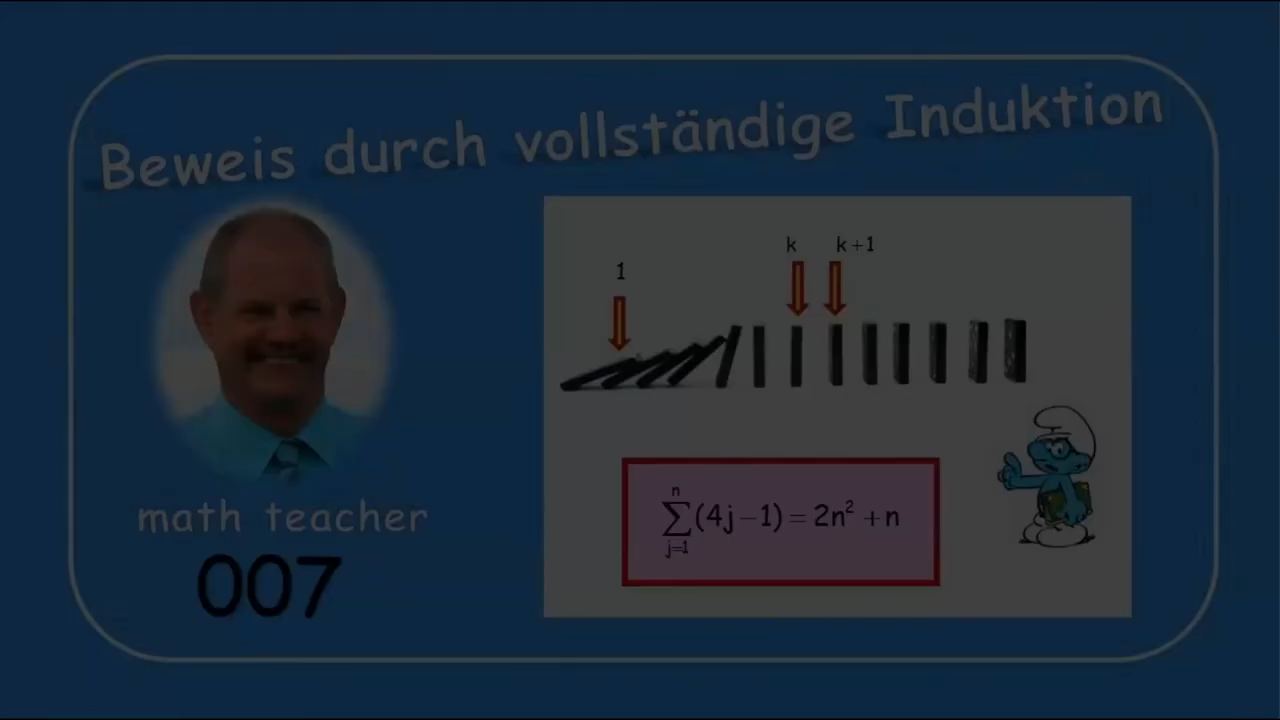 Beweis durch vollständige Induktion
1
k
k+1
n
∑(4j−1) = 2n² + n
j=1
math teacher
007